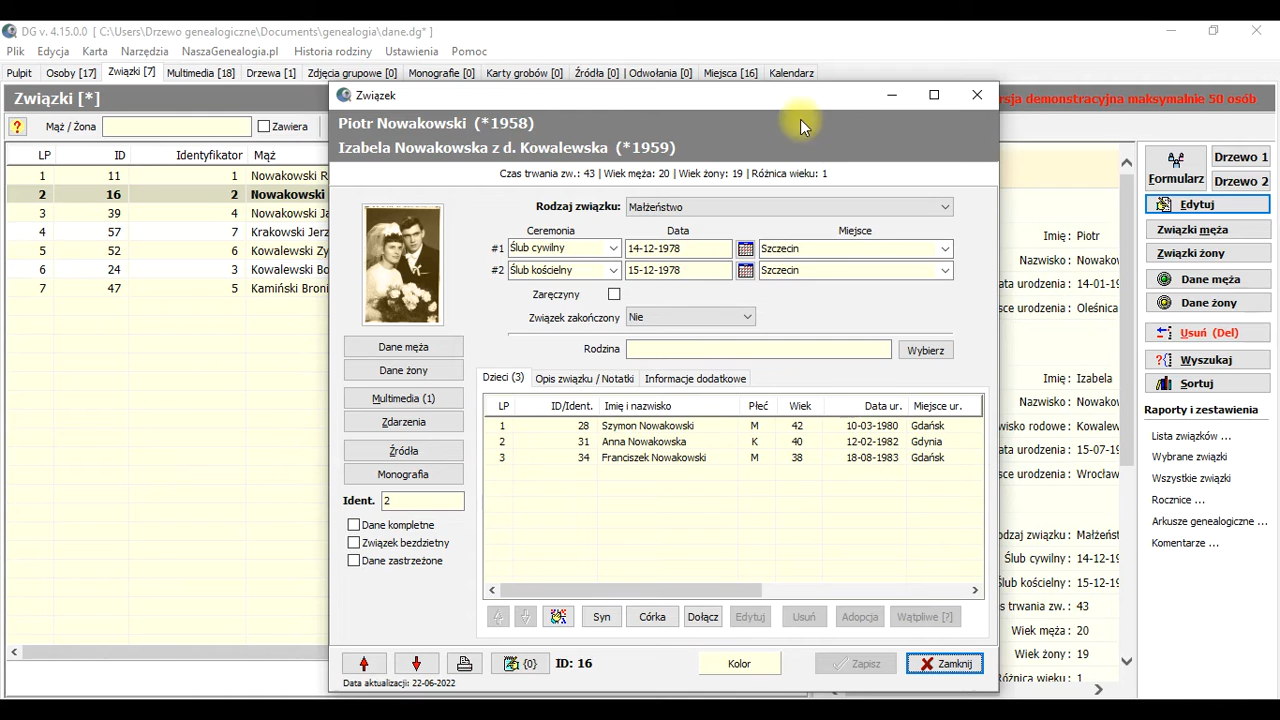 DG v. 4.15.0.0 [ C:\Users\Drzewo genealogiczne\Documents\genealogia\dane.dg* ]
Plik Edycja Karta Narzędzia NaszaGenealogia.pl Historia rodziny Ustawienia Pomoc
Pulpit Osoby [17] Związki [7] Multimedia [18] Drzewa [1] Zdjęcia grupowe [0] Monografie [0] Karty grobów [0] Źródła [0] | Odwołania [0] Miejsca [16] Kalendarz
Związki [*]
rsja demonstracyjna maksymalnie 50 osób
? Mąż / Żona Zawiera
LP ID Identyfikator Mąż
1 11 1 Nowakowski R
2 16 2 Nowakowski
3 39 4 Nowakowski Ja
4 57 7 Krakowski Jerz
5 52 6 Kowalewski Zy
6 24 3 Kowalewski Bo
7 47 5 Kamiński Broni
Związek
Piotr Nowakowski (*1958)
Izabela Nowakowska z d. Kowalewska (*1959)
Czas trwania zw.: 43 | Wiek męża: 20 | Wiek żony: 19 | Różnica wieku: 1
Rodzaj związku: Małżeństwo
Ceremonia Data Miejsce
#1 Ślub cywilny 14-12-1978 Szczecin
#2 Ślub kościelny 15-12-1978 Szczecin
Zaręczyny
Związek zakończony Nie
Rodzina Wybierz
Dane męża
Dane żony
Multimedia (1)
Zdarzenia
Źródła
Monografia
Ident. 2
Dane kompletne
Związek bezdzietny
Dane zastrzeżone
Dzieci (3) Opis związku / Notatki Informacje dodatkowe
LP ID/Ident. Imię i nazwisko Płeć Wiek Data ur. Miejsce ur.
1 28 Szymon Nowakowski M 42 10-03-1980 Gdańsk
2 31 Anna Nowakowska K 40 12-02-1982 Gdynia
3 34 Franciszek Nowakowski M 38 18-08-1983 Gdańsk
Syn Córka Dołącz Edytuj Usuń Adopcja Wątpliwe [?]
{0} ID: 16 Kolor Zapisz Zamknij
Data aktualizacji: 22-06-2022
Imię : Piotr
Nazwisko : Nowako
ata urodzenia : 14-01-19
sce urodzenia : Oleśnica
Imię : Izabela
Nazwisko : Nowako
wisko rodowe : Kowalew
ata urodzenia : 15-07-19
sce urodzenia : Wrocław
odzaj związku : Małżeńst
Ślub cywilny : 14-12-19
lub kościelny : 15-12-19
s trwania zw. : 43
Wiek męża : 20
Wiek żony : 19
Różnica wieku : 1
Formularz
Drzewo 1
Drzewo 2
Edytuj
Związki męża
Związki żony
Dane męża
Dane żony
Usuń (Del)
Wyszukaj
Sortuj
Raporty i zestawienia
Lista związków ...
Wybrane związki
Wszystkie związki
Rocznice ...
Arkusze genealogiczne ...
Komentarze ...